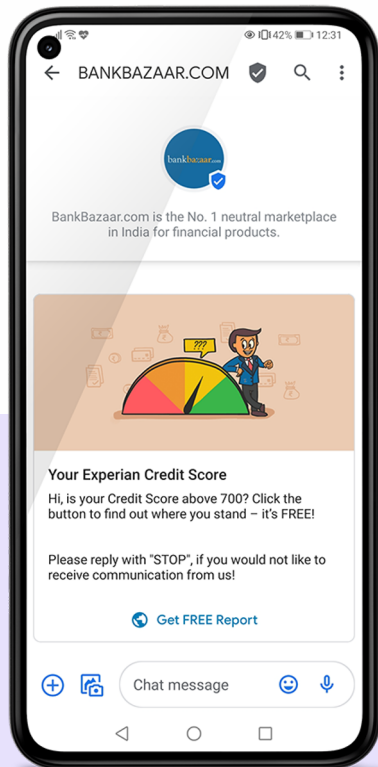 42% 12:31
BANKBAZAAR.COM
bankbazaar.com
BankBazaar.com is the No. 1 neutral marketplace
in India for financial products.
???
Your Experian Credit Score
Hi, is your Credit Score above 700? Click the
button to find out where you stand – it's FREE!
Please reply with "STOP", if you would not like to
receive communication from us!
Get FREE Report
Chat message